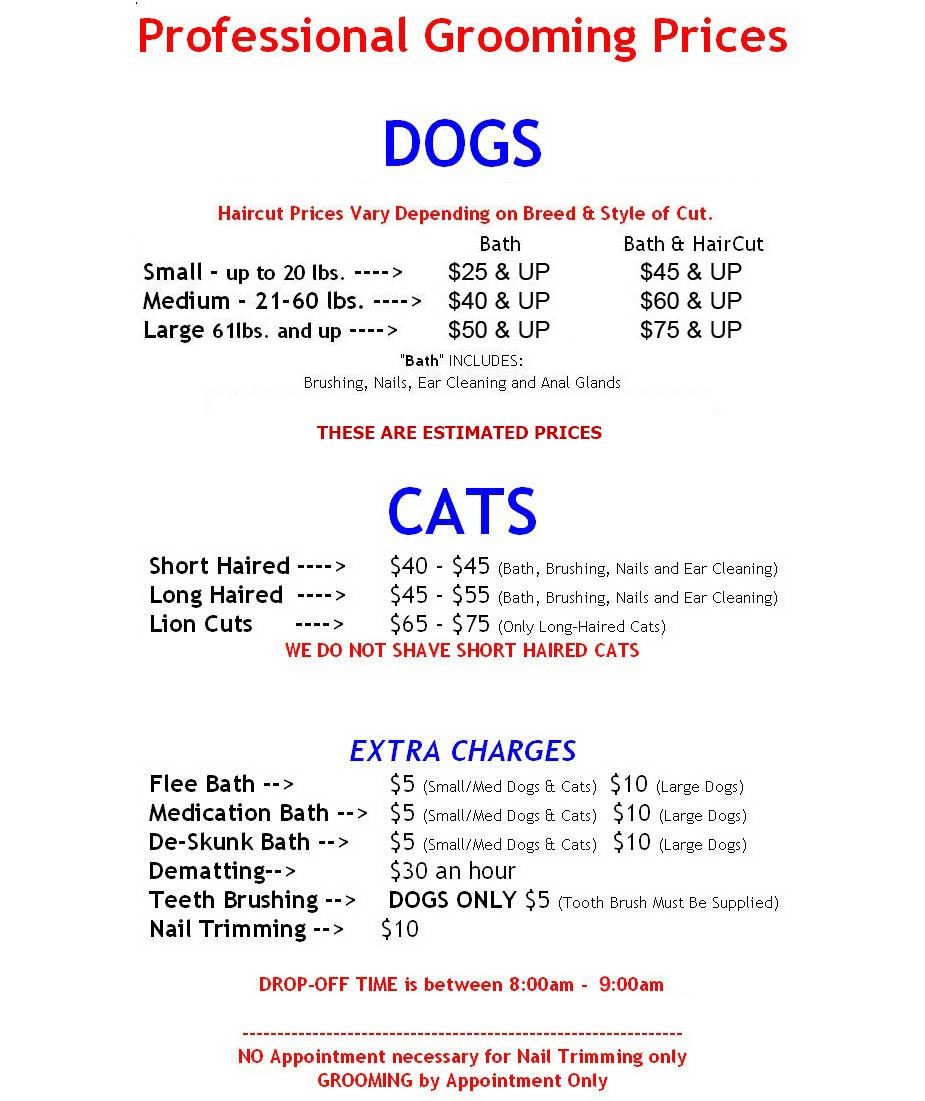 Professional Grooming Prices
DOGS
Haircut Prices Vary Depending on Breed & Style of Cut.
Bath Bath & HairCut
Small - up to 20 lbs. ----> $25 & UP $45 & UP
Medium - 21-60 lbs. ----> $40 & UP $60 & UP
Large 61lbs. and up ----> $50 & UP $75 & UP
"Bath" INCLUDES:
Brushing, Nails, Ear Cleaning and Anal Glands
THESE ARE ESTIMATED PRICES
CATS
Short Haired ----> $40 - $45 (Bath, Brushing, Nails and Ear Cleaning)
Long Haired ----> $45 - $55 (Bath, Brushing, Nails and Ear Cleaning)
Lion Cuts ----> $65 - $75 (Only Long-Haired Cats)
WE DO NOT SHAVE SHORT HAIRED CATS
EXTRA CHARGES
Flee Bath --> $5 (Small/Med Dogs & Cats) $10 (Large Dogs)
Medication Bath --> $5 (Small/Med Dogs & Cats) $10 (Large Dogs)
De-Skunk Bath --> $5 (Small/Med Dogs & Cats) $10 (Large Dogs)
Dematting--> $30 an hour
Teeth Brushing --> DOGS ONLY $5 (Tooth Brush Must Be Supplied)
Nail Trimming --> $10
DROP-OFF TIME is between 8:00am - 9:00am
---------------------------------------------------------------
NO Appointment necessary for Nail Trimming only
GROOMING by Appointment Only